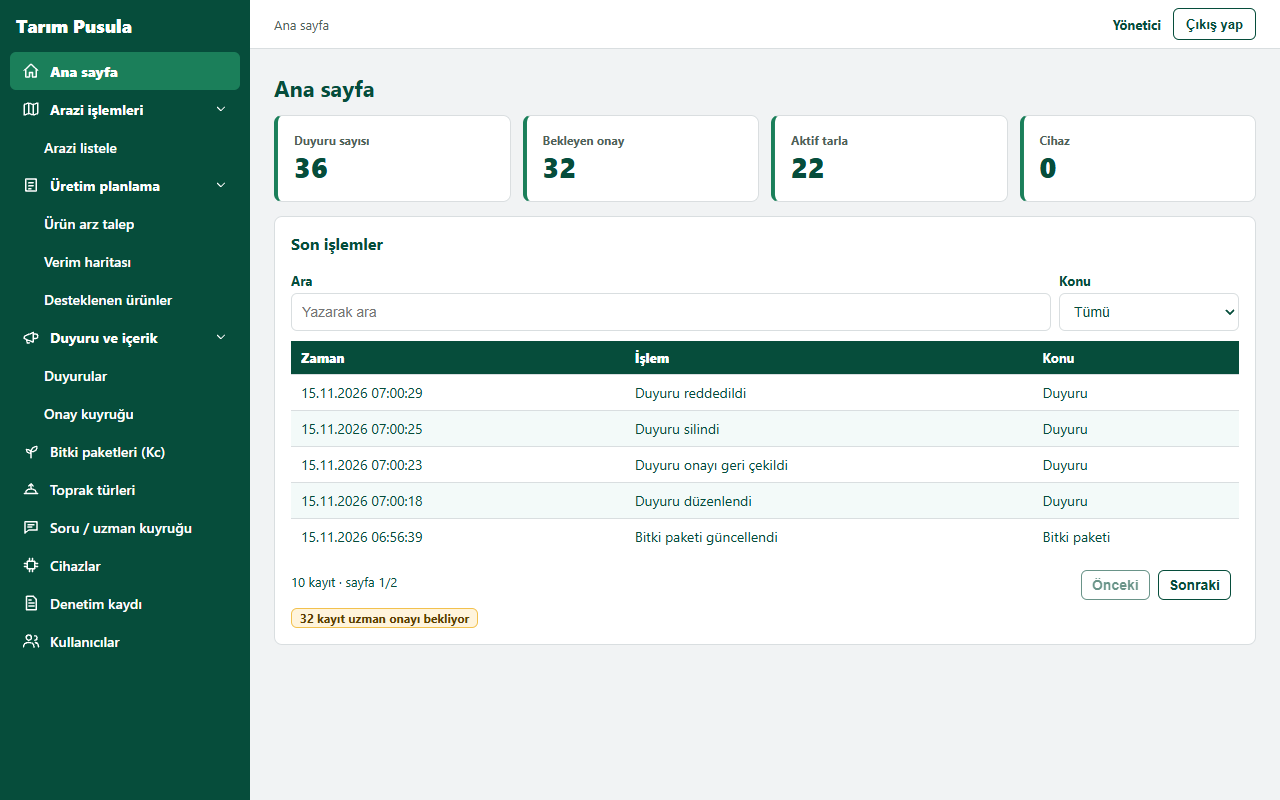 Tarım Pusula
Ana sayfa
Arazi işlemleri
Arazi listele
Üretim planlama
Ürün arz talep
Verim haritası
Desteklenen ürünler
Duyuru ve içerik
Duyurular
Onay kuyruğu
Bitki paketleri (Kc)
Toprak türleri
Soru / uzman kuyruğu
Cihazlar
Denetim kaydı
Kullanıcılar
Ana sayfa Yönetici Çıkış yap
Ana sayfa
Duyuru sayısı Bekleyen onay Aktif tarla Cihaz
36 32 22 0
Son işlemler
Ara Konu
Yazarak ara Tümü
Zaman İşlem Konu
15.11.2026 07:00:29 Duyuru reddedildi Duyuru
15.11.2026 07:00:25 Duyuru silindi Duyuru
15.11.2026 07:00:23 Duyuru onayı geri çekildi Duyuru
15.11.2026 07:00:18 Duyuru düzenlendi Duyuru
15.11.2026 06:56:39 Bitki paketi güncellendi Bitki paketi
10 kayıt · sayfa 1/2 Önceki Sonraki
32 kayıt uzman onayı bekliyor